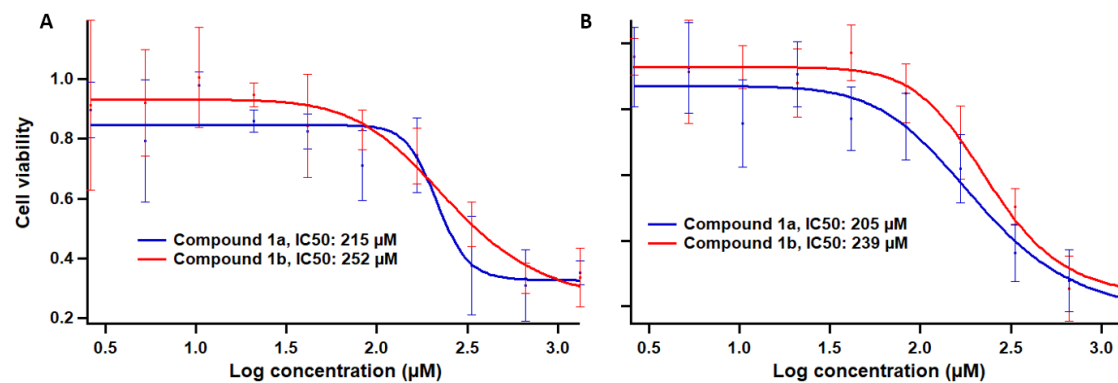 A
Cell viability
1.0
0.8
0.6
0.4
0.2
Compound 1a, IC50: 215 µM
Compound 1b, IC50: 252 µM
0.5 1.0 1.5 2.0 2.5 3.0
Log concentration (µM)
B
Compound 1a, IC50: 205 µM
Compound 1b, IC50: 239 µM
0.5 1.0 1.5 2.0 2.5 3.0
Log concentration (µM)